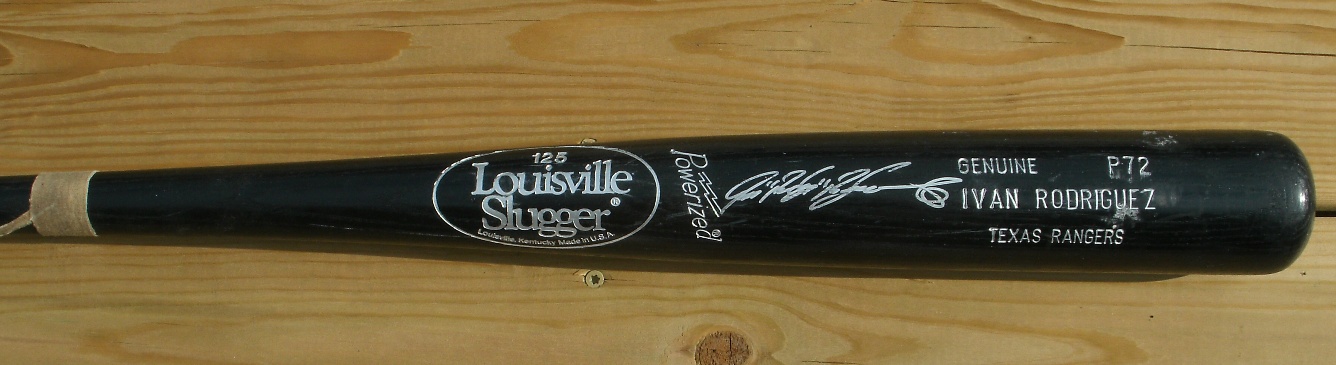 125
Louisville
Slugger®
Louisville, Kentucky Made in U.S.A.
Powerized®
GENUINE P72
IVAN RODRIGUEZ
TEXAS RANGERS